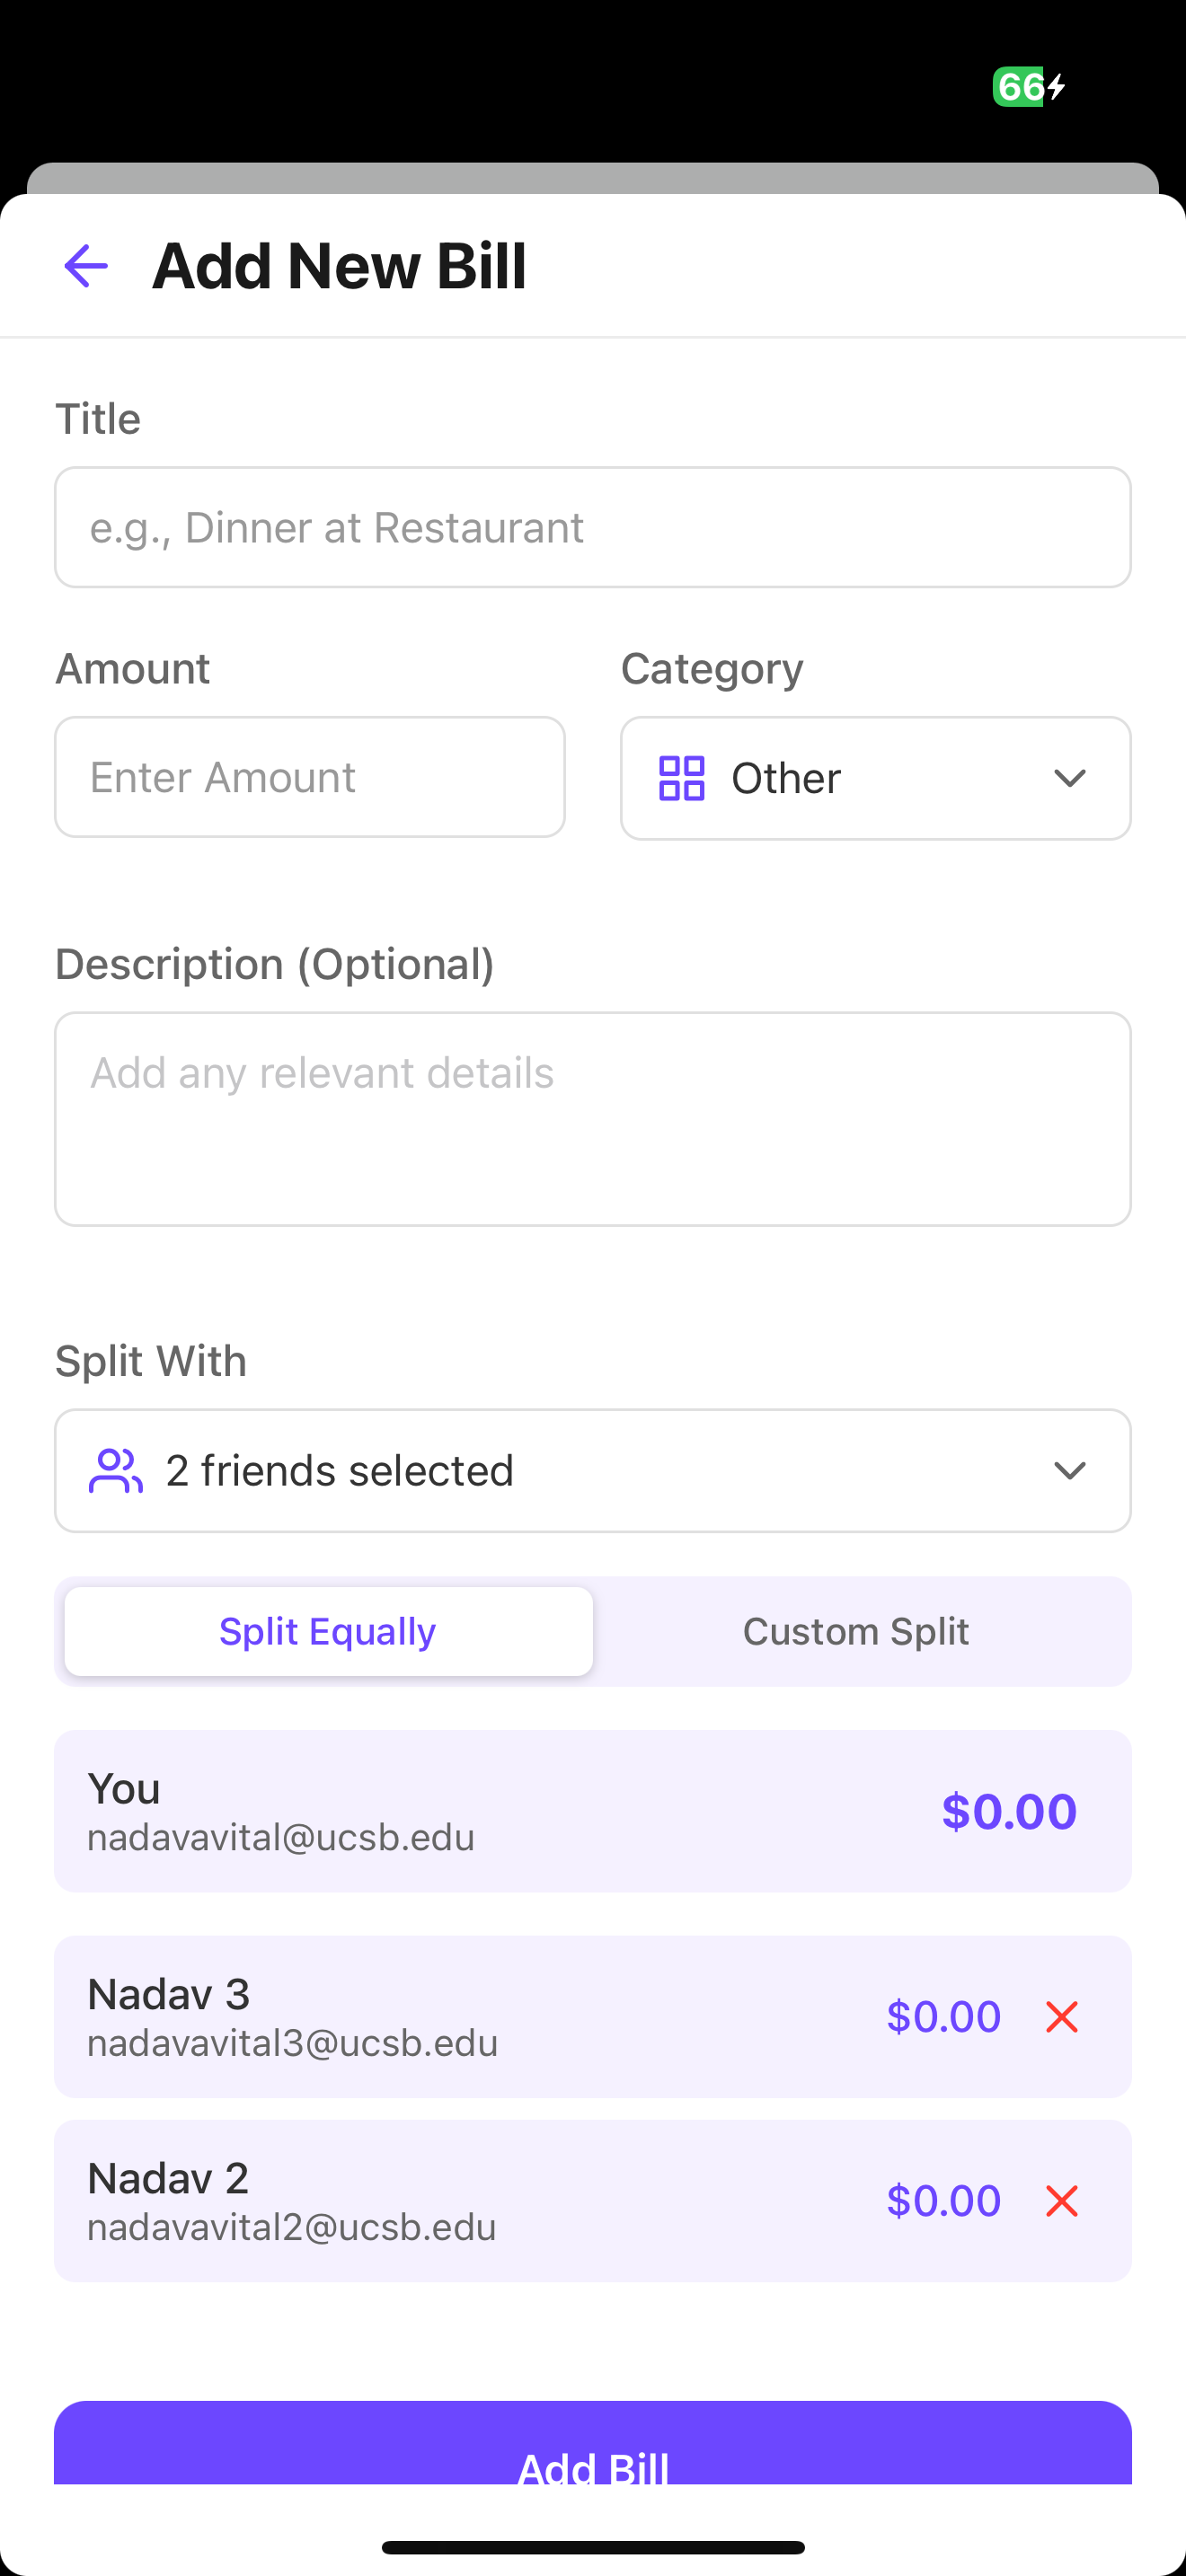 66
Add New Bill
Title
e.g., Dinner at Restaurant
Amount
Category
Enter Amount
Other
Description (Optional)
Add any relevant details
Split With
2 friends selected
Split Equally
Custom Split
You
nadavavital@ucsb.edu
$0.00
Nadav 3
nadavavital3@ucsb.edu
$0.00
Nadav 2
nadavavital2@ucsb.edu
$0.00
Add Bill